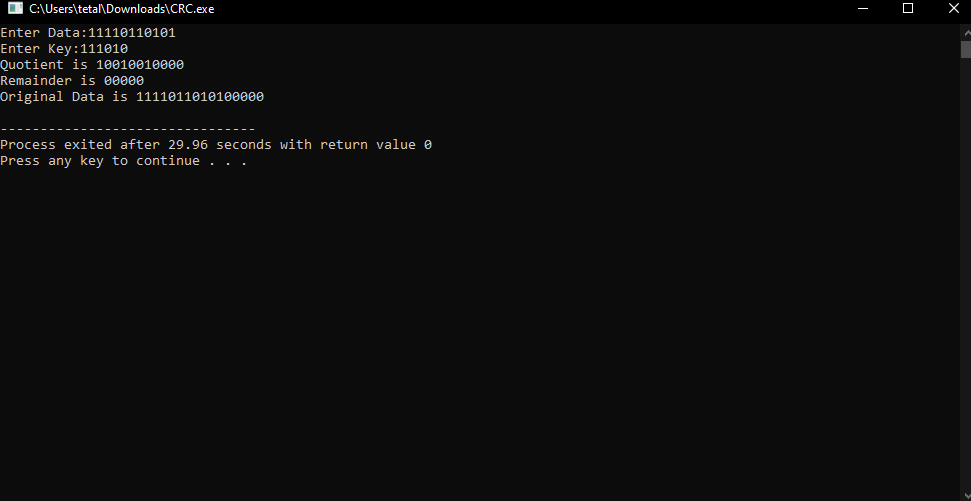 C:\Users\tetal\Downloads\CRC.exe
Enter Data:11110110101
Enter Key:111010
Quotient is 10010010000
Remainder is 00000
Original Data is 1111011010100000
--------------------------------
Process exited after 29.96 seconds with return value 0
Press any key to continue . . .